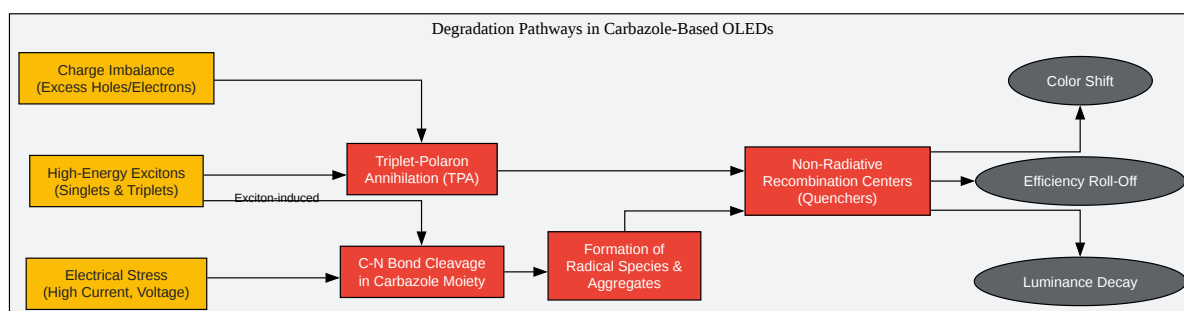 Degradation Pathways in Carbazole-Based OLEDs
Charge Imbalance
(Excess Holes/Electrons)
High-Energy Excitons
(Singlets & Triplets)
Exciton-induced
Electrical Stress
(High Current, Voltage)
Triplet-Polaron
Annihilation (TPA)
C-N Bond Cleavage
in Carbazole Moiety
Formation of
Radical Species &
Aggregates
Non-Radiative
Recombination Centers
(Quenchers)
Color Shift
Efficiency Roll-Off
Luminance Decay